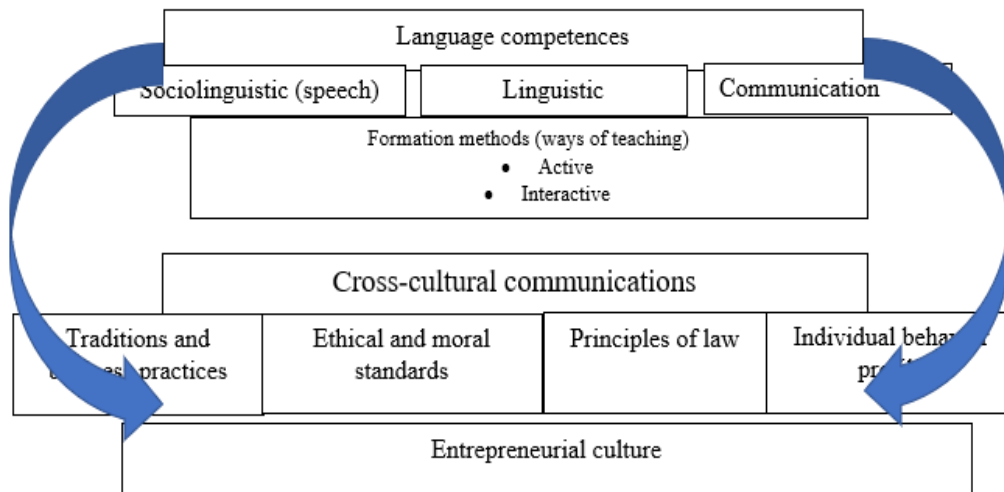 Language competences
Sociolinguistic (speech)
Linguistic
Communication
Formation methods (ways of teaching)
• Active
• Interactive
Cross-cultural communications
Traditions and
practices
Ethical and moral
standards
Principles of law
Individual behavior
Entrepreneurial culture